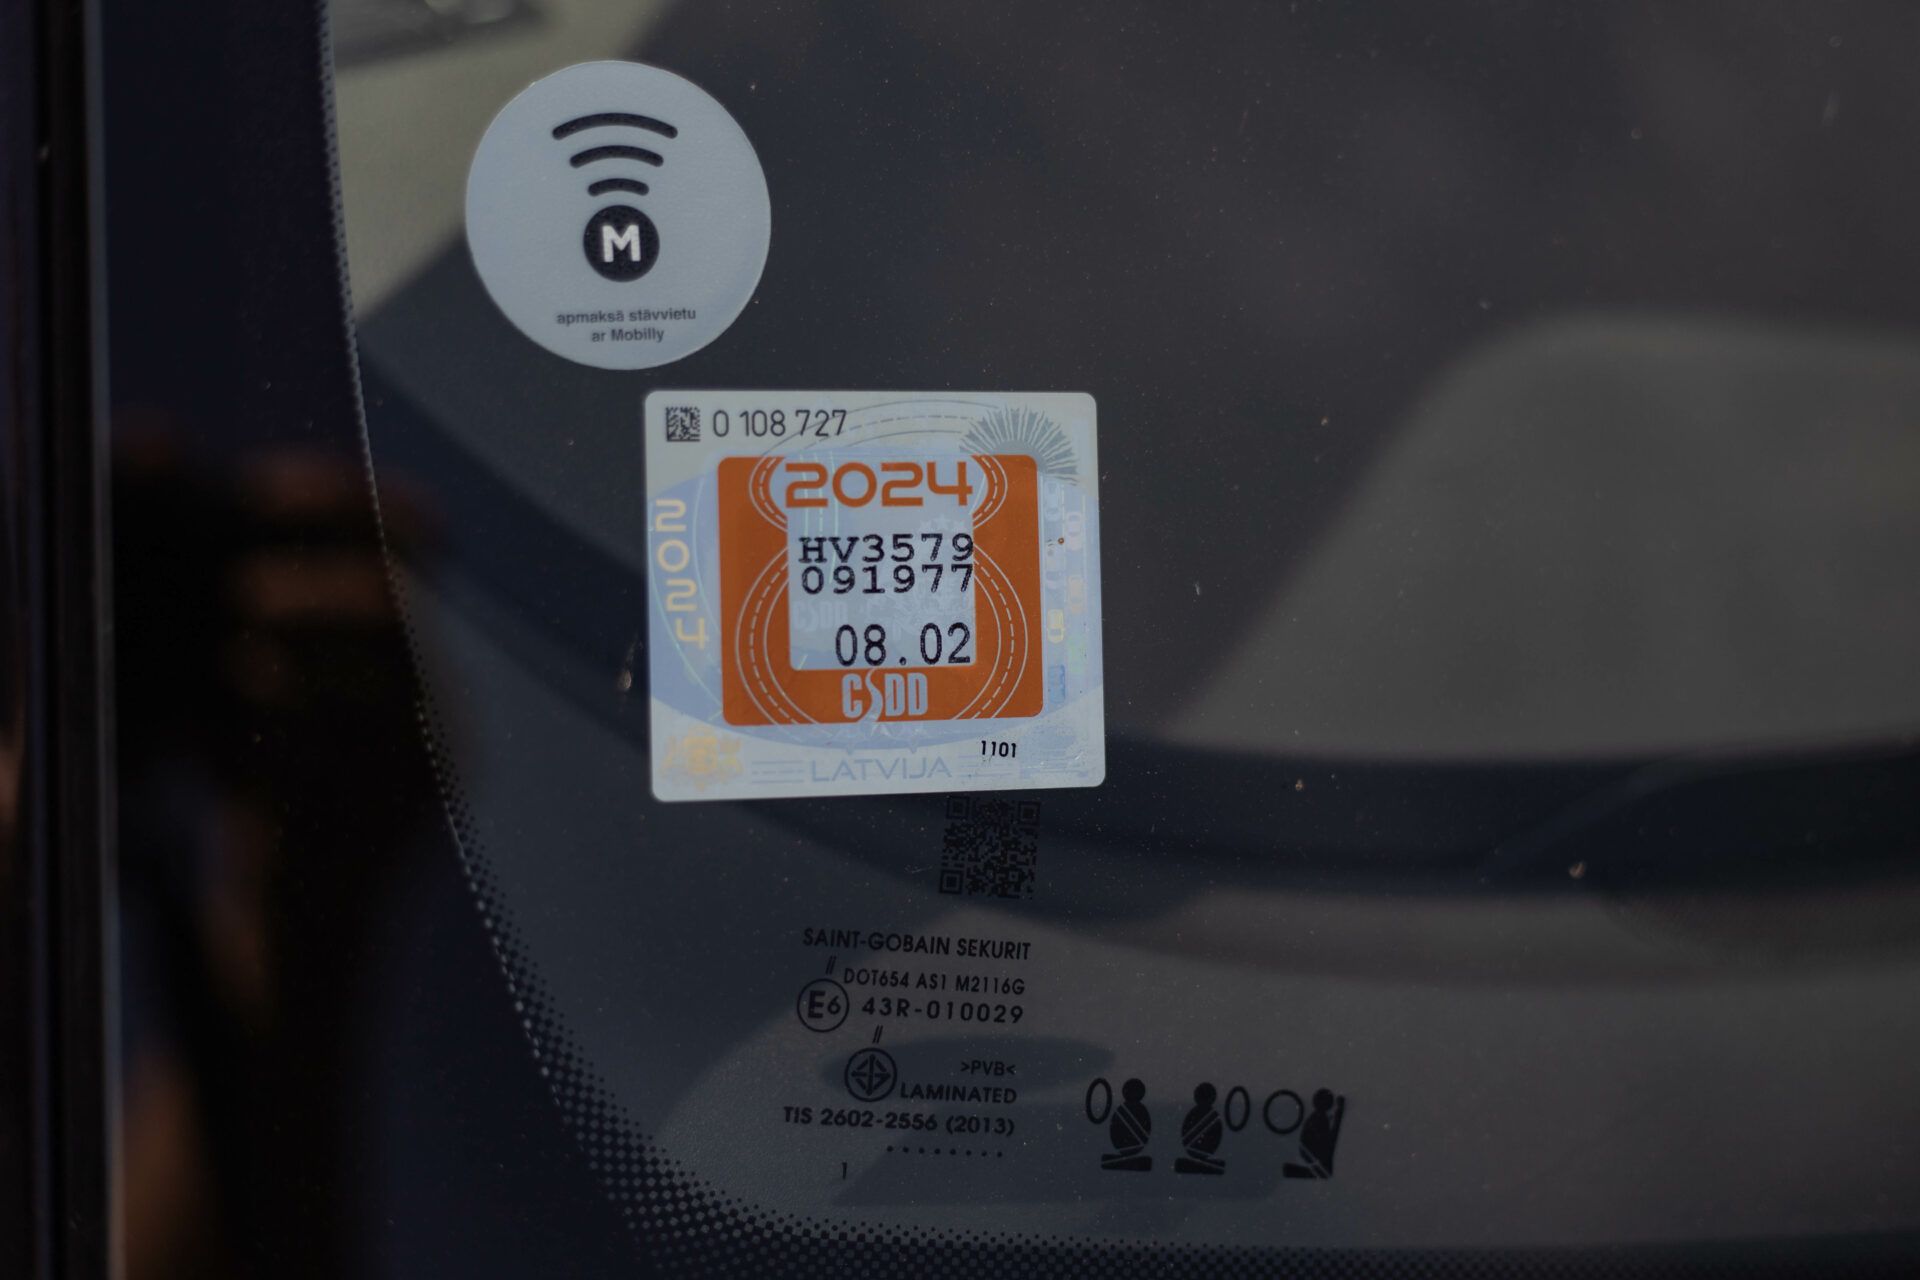 M
apmaksā stāvvietu
ar Mobilly
0 108 727
2024
2024
HV3579
091977
08.02
CSDD
1101
LATVIJA
SAINT-GOBAIN SEKURIT
//
DOT654 AS1 M2116G
E6 43R-010029
//
>PVB<
LAMINATED
TIS 2602-2556 (2013)
........
1